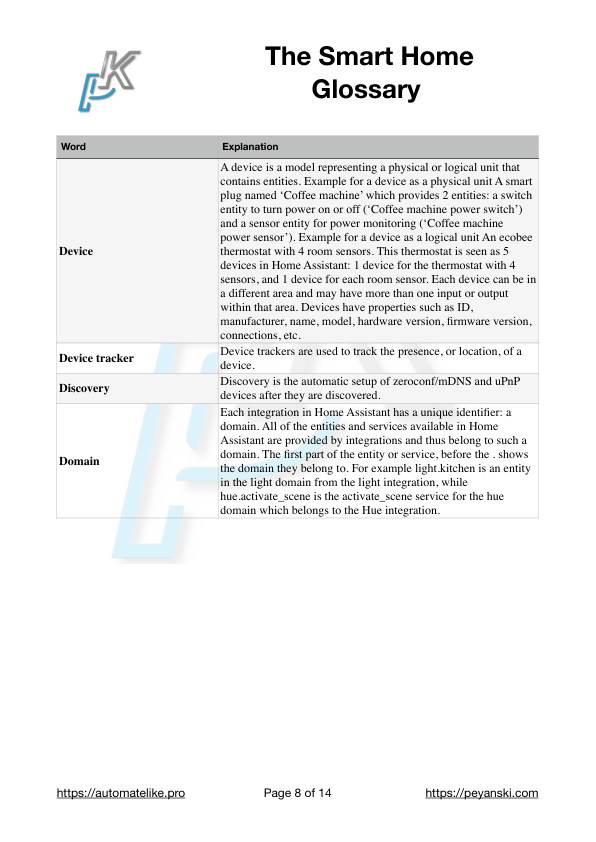 The Smart Home
Glossary
Word
Explanation
Device
A device is a model representing a physical or logical unit that
contains entities. Example for a device as a physical unit A smart
plug named ‘Coffee machine’ which provides 2 entities: a switch
entity to turn power on or off (‘Coffee machine power switch’)
and a sensor entity for power monitoring (‘Coffee machine
power sensor’). Example for a device as a logical unit An ecobee
thermostat with 4 room sensors. This thermostat is seen as 5
devices in Home Assistant: 1 device for the thermostat with 4
sensors, and 1 device for each room sensor. Each device can be in
a different area and may have more than one input or output
within that area. Devices have properties such as ID,
manufacturer, name, model, hardware version, firmware version,
connections, etc.
Device tracker
Device trackers are used to track the presence, or location, of a
device.
Discovery
Discovery is the automatic setup of zeroconf/mDNS and uPnP
devices after they are discovered.
Domain
Each integration in Home Assistant has a unique identifier: a
domain. All of the entities and services available in Home
Assistant are provided by integrations and thus belong to such a
domain. The first part of the entity or service, before the . shows
the domain they belong to. For example light.kitchen is an entity
in the light domain from the light integration, while
hue.activate_scene is the activate_scene service for the hue
domain which belongs to the Hue integration.
https://automatelike.pro
Page 8 of 14
https://peyanski.com